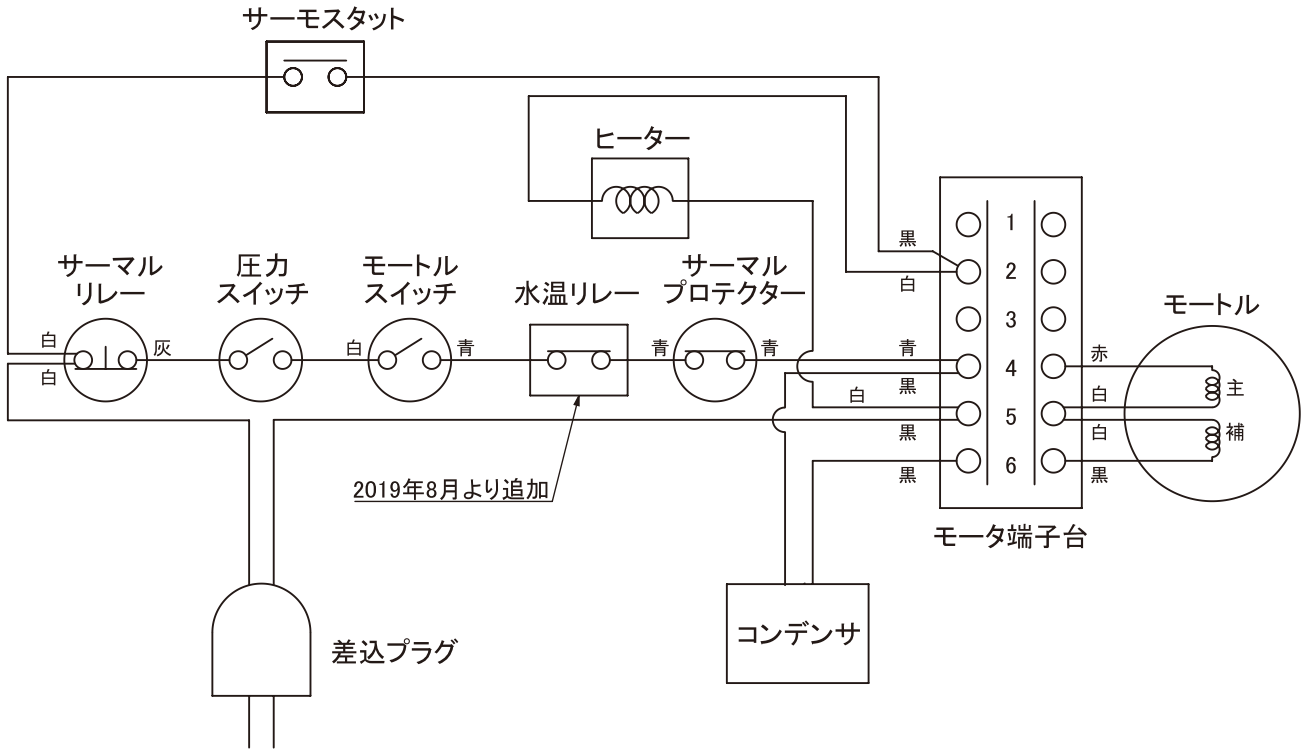 サーモスタット
ヒーター
サーマル
リレー
圧力
スイッチ
モートル
スイッチ
水温リレー
サーマル
プロテクター
モートル
白
白
灰
白
青
青
青
黒
白
青
黒
白
黒
黒
1
2
3
4
5
6
赤
白
白
黒
主
補
2019年8月より追加
モータ端子台
コンデンサ
差込プラグ